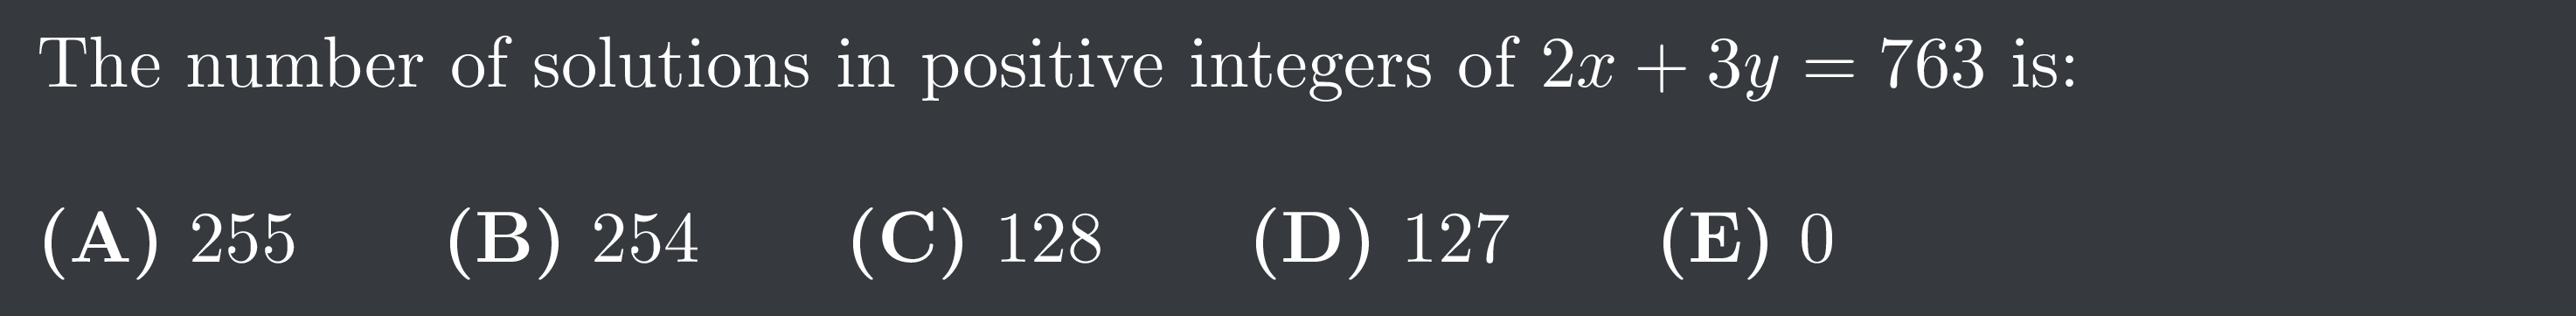 The number of solutions in positive integers of 2x + 3y = 763 is:
(A) 255 (B) 254 (C) 128 (D) 127 (E) 0